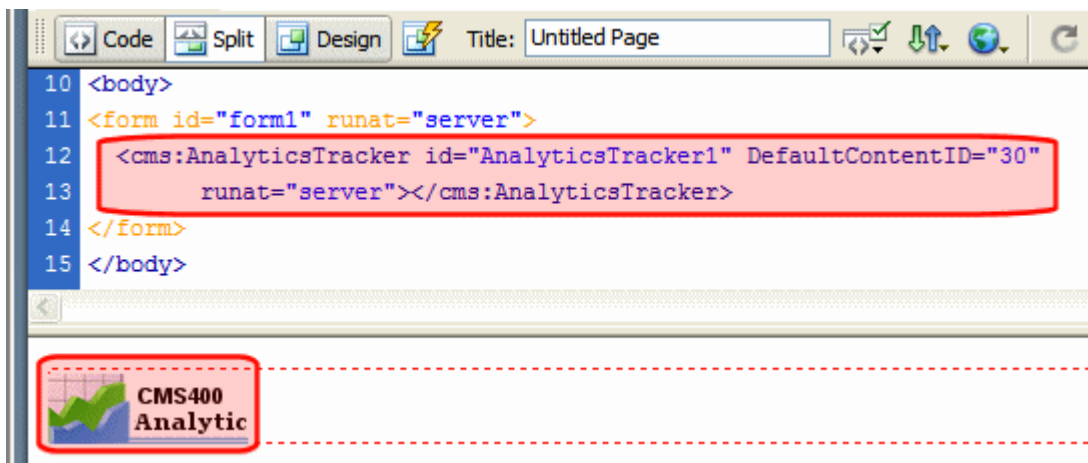 Code Split Design Title: Untitled Page
10 <body>
11 <form id="form1" runat="server">
12 <cms:AnalyticsTracker id="AnalyticsTracker1" DefaultContentID="30"
13 runat="server"></cms:AnalyticsTracker>
14 </form>
15 </body>
CMS400
Analytic